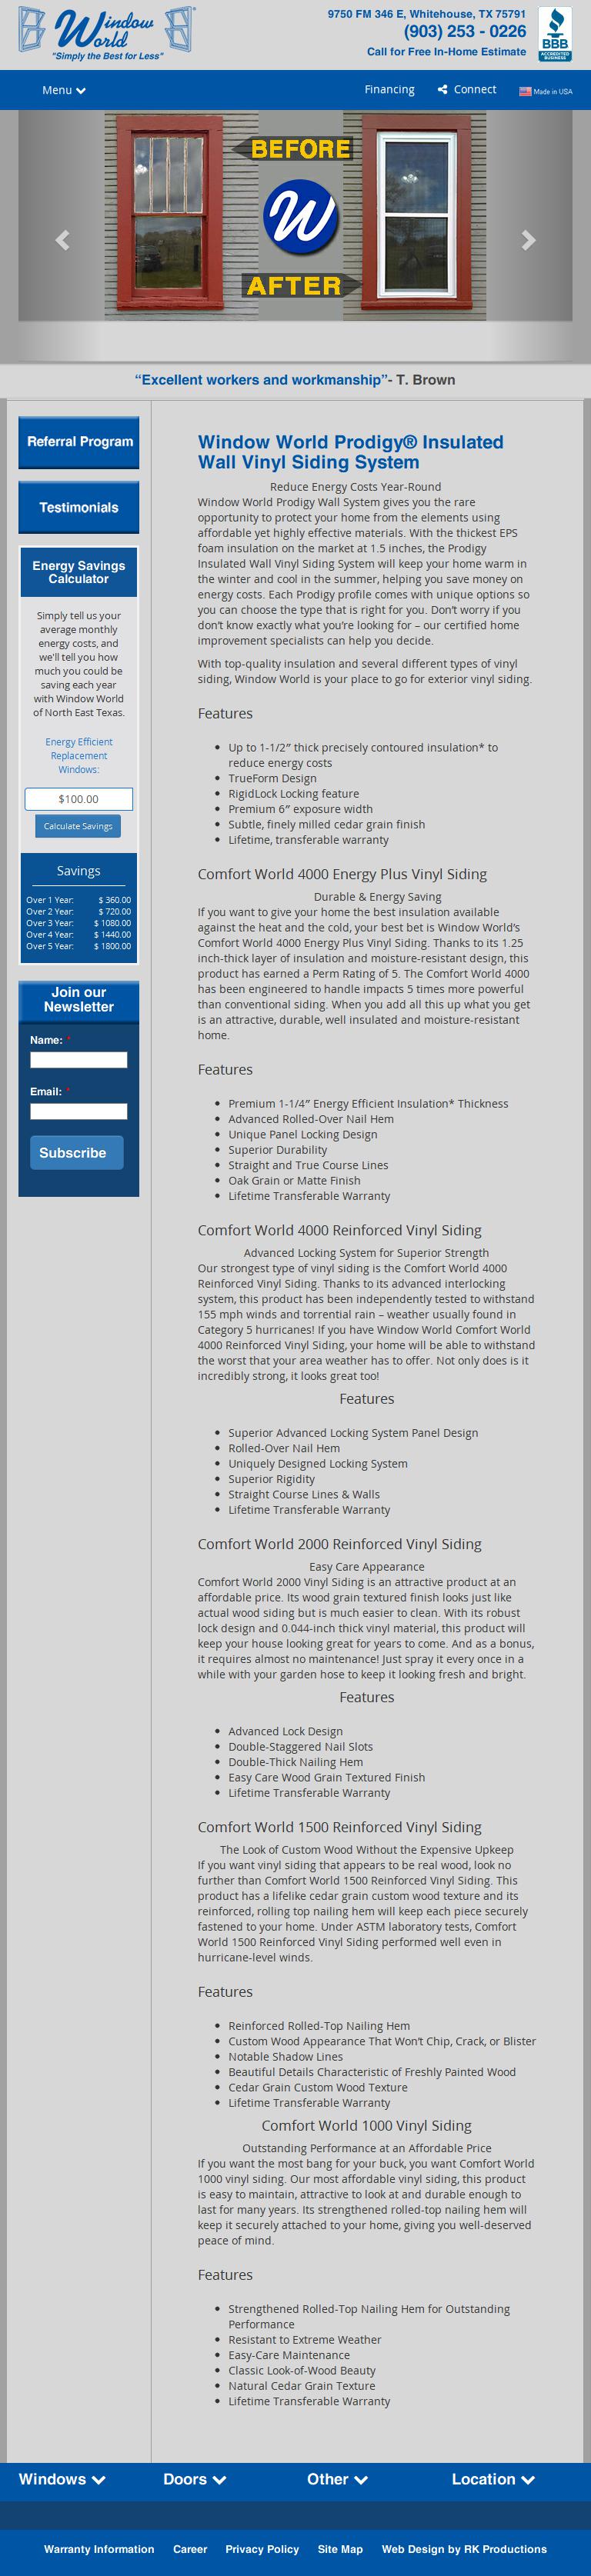 Window World®
"Simply the Best for Less"
9750 FM 346 E, Whitehouse, TX 75791
(903) 253 - 0226
Call for Free In-Home Estimate
BBB
ACCREDITED BUSINESS
Menu
Financing
Connect
Made in USA
BEFORE
W
AFTER
“Excellent workers and workmanship”- T. Brown
Referral Program
Testimonials
Energy Savings
Calculator
Simply tell us your
average monthly
energy costs, and
we'll tell you how
much you could be
saving each year
with Window World
of North East Texas.
Energy Efficient
Replacement
Windows:
$100.00
Calculate Savings
Savings
Over 1 Year: $ 360.00
Over 2 Year: $ 720.00
Over 3 Year: $ 1080.00
Over 4 Year: $ 1440.00
Over 5 Year: $ 1800.00
Join our
Newsletter
Name: *
Email: *
Subscribe
Window World Prodigy® Insulated
Wall Vinyl Siding System
Reduce Energy Costs Year-Round
Window World Prodigy Wall System gives you the rare
opportunity to protect your home from the elements using
affordable yet highly effective materials. With the thickest EPS
foam insulation on the market at 1.5 inches, the Prodigy
Insulated Wall Vinyl Siding System will keep your home warm in
the winter and cool in the summer, helping you save money on
energy costs. Each Prodigy profile comes with unique options so
you can choose the type that is right for you. Don’t worry if you
don’t know exactly what you’re looking for – our certified home
improvement specialists can help you decide.
With top-quality insulation and several different types of vinyl
siding, Window World is your place to go for exterior vinyl siding.
Features
Up to 1-1/2” thick precisely contoured insulation* to
reduce energy costs
TrueForm Design
RigidLock Locking feature
Premium 6” exposure width
Subtle, finely milled cedar grain finish
Lifetime, transferable warranty
Comfort World 4000 Energy Plus Vinyl Siding
Durable & Energy Saving
If you want to give your home the best insulation available
against the heat and the cold, your best bet is Window World’s
Comfort World 4000 Energy Plus Vinyl Siding. Thanks to its 1.25
inch-thick layer of insulation and moisture-resistant design, this
product has earned a Perm Rating of 5. The Comfort World 4000
has been engineered to handle impacts 5 times more powerful
than conventional siding. When you add all this up what you get
is an attractive, durable, well insulated and moisture-resistant
home.
Features
Premium 1-1/4” Energy Efficient Insulation* Thickness
Advanced Rolled-Over Nail Hem
Unique Panel Locking Design
Superior Durability
Straight and True Course Lines
Oak Grain or Matte Finish
Lifetime Transferable Warranty
Comfort World 4000 Reinforced Vinyl Siding
Advanced Locking System for Superior Strength
Our strongest type of vinyl siding is the Comfort World 4000
Reinforced Vinyl Siding. Thanks to its advanced interlocking
system, this product has been independently tested to withstand
155 mph winds and torrential rain – weather usually found in
Category 5 hurricanes! If you have Window World Comfort World
4000 Reinforced Vinyl Siding, your home will be able to withstand
the worst that your area weather has to offer. Not only does is it
incredibly strong, it looks great too!
Features
Superior Advanced Locking System Panel Design
Rolled-Over Nail Hem
Uniquely Designed Locking System
Superior Rigidity
Straight Course Lines & Walls
Lifetime Transferable Warranty
Comfort World 2000 Reinforced Vinyl Siding
Easy Care Appearance
Comfort World 2000 Vinyl Siding is an attractive product at an
affordable price. Its wood grain textured finish looks just like
actual wood siding but is much easier to clean. With its robust
lock design and 0.044-inch thick vinyl material, this product will
keep your house looking great for years to come. And as a bonus,
it requires almost no maintenance! Just spray it every once in a
while with your garden hose to keep it looking fresh and bright.
Features
Advanced Lock Design
Double-Staggered Nail Slots
Double-Thick Nailing Hem
Easy Care Wood Grain Textured Finish
Lifetime Transferable Warranty
Comfort World 1500 Reinforced Vinyl Siding
The Look of Custom Wood Without the Expensive Upkeep
If you want vinyl siding that appears to be real wood, look no
further than Comfort World 1500 Reinforced Vinyl Siding. This
product has a lifelike cedar grain custom wood texture and its
reinforced, rolling top nailing hem will keep each piece securely
fastened to your home. Under ASTM laboratory tests, Comfort
World 1500 Reinforced Vinyl Siding performed well even in
hurricane-level winds.
Features
Reinforced Rolled-Top Nailing Hem
Custom Wood Appearance That Won’t Chip, Crack, or Blister
Notable Shadow Lines
Beautiful Details Characteristic of Freshly Painted Wood
Cedar Grain Custom Wood Texture
Lifetime Transferable Warranty
Comfort World 1000 Vinyl Siding
Outstanding Performance at an Affordable Price
If you want the most bang for your buck, you want Comfort World
1000 vinyl siding. Our most affordable vinyl siding, this product
is easy to maintain, attractive to look at and durable enough to
last for many years. Its strengthened rolled-top nailing hem will
keep it securely attached to your home, giving you well-deserved
peace of mind.
Features
Strengthened Rolled-Top Nailing Hem for Outstanding
Performance
Resistant to Extreme Weather
Easy-Care Maintenance
Classic Look-of-Wood Beauty
Natural Cedar Grain Texture
Lifetime Transferable Warranty
Windows
Doors
Other
Location
Warranty Information
Career
Privacy Policy
Site Map
Web Design by RK Productions